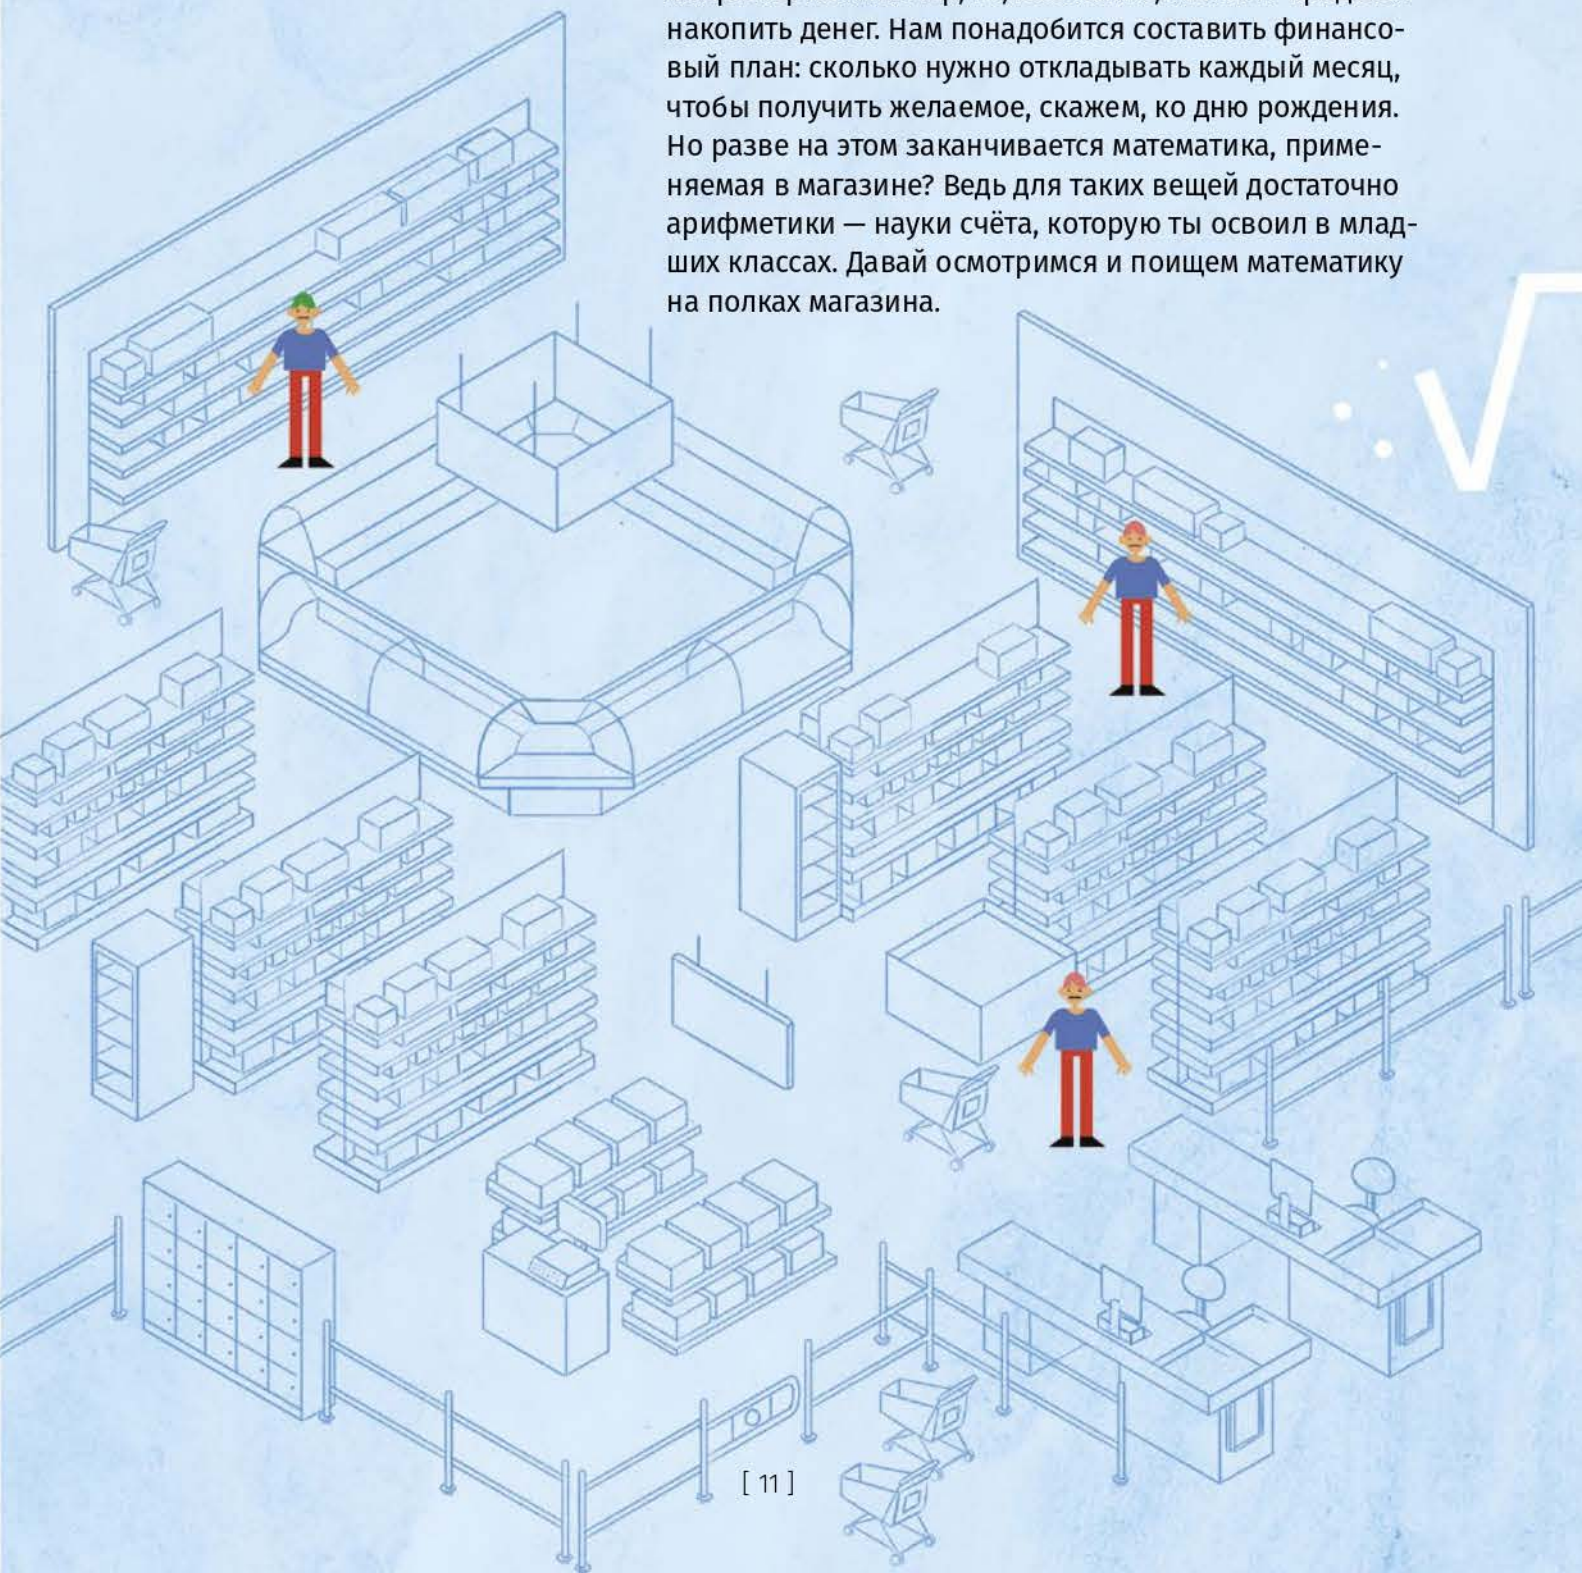 накопить денег. Нам понадобится составить финансо-
вый план: сколько нужно откладывать каждый месяц,
чтобы получить желаемое, скажем, ко дню рождения.
Но разве на этом заканчивается математика, приме-
няемая в магазине? Ведь для таких вещей достаточно
арифметики — науки счёта, которую ты освоил в млад-
ших классах. Давай осмотримся и поищем математику
на полках магазина.
√
[ 11 ]